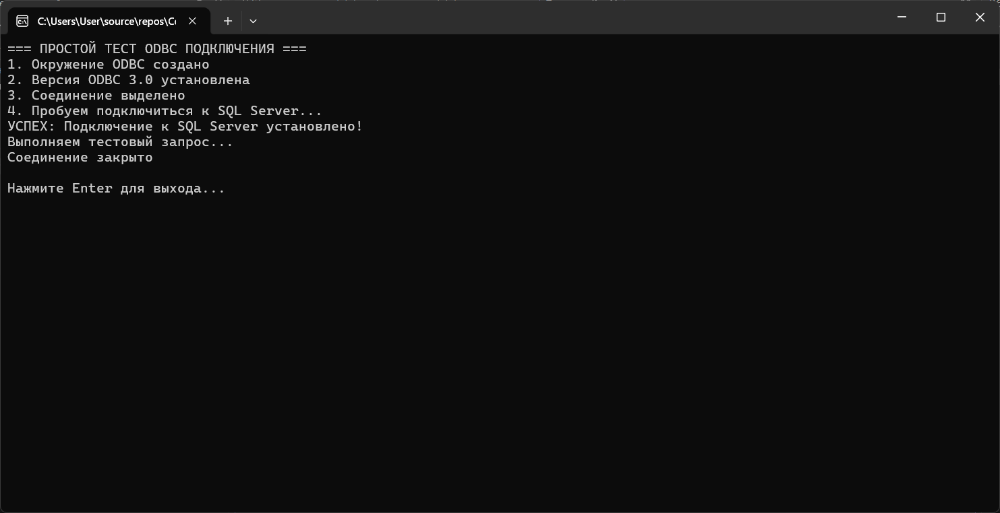 C:\Users\User\source\repos\Co
=== ПРОСТОЙ ТЕСТ ODBC ПОДКЛЮЧЕНИЯ ===
1. Окружение ODBC создано
2. Версия ODBC 3.0 установлена
3. Соединение выделено
4. Пробуем подключиться к SQL Server...
УСПЕХ: Подключение к SQL Server установлено!
Выполняем тестовый запрос...
Соединение закрыто
Нажмите Enter для выхода...